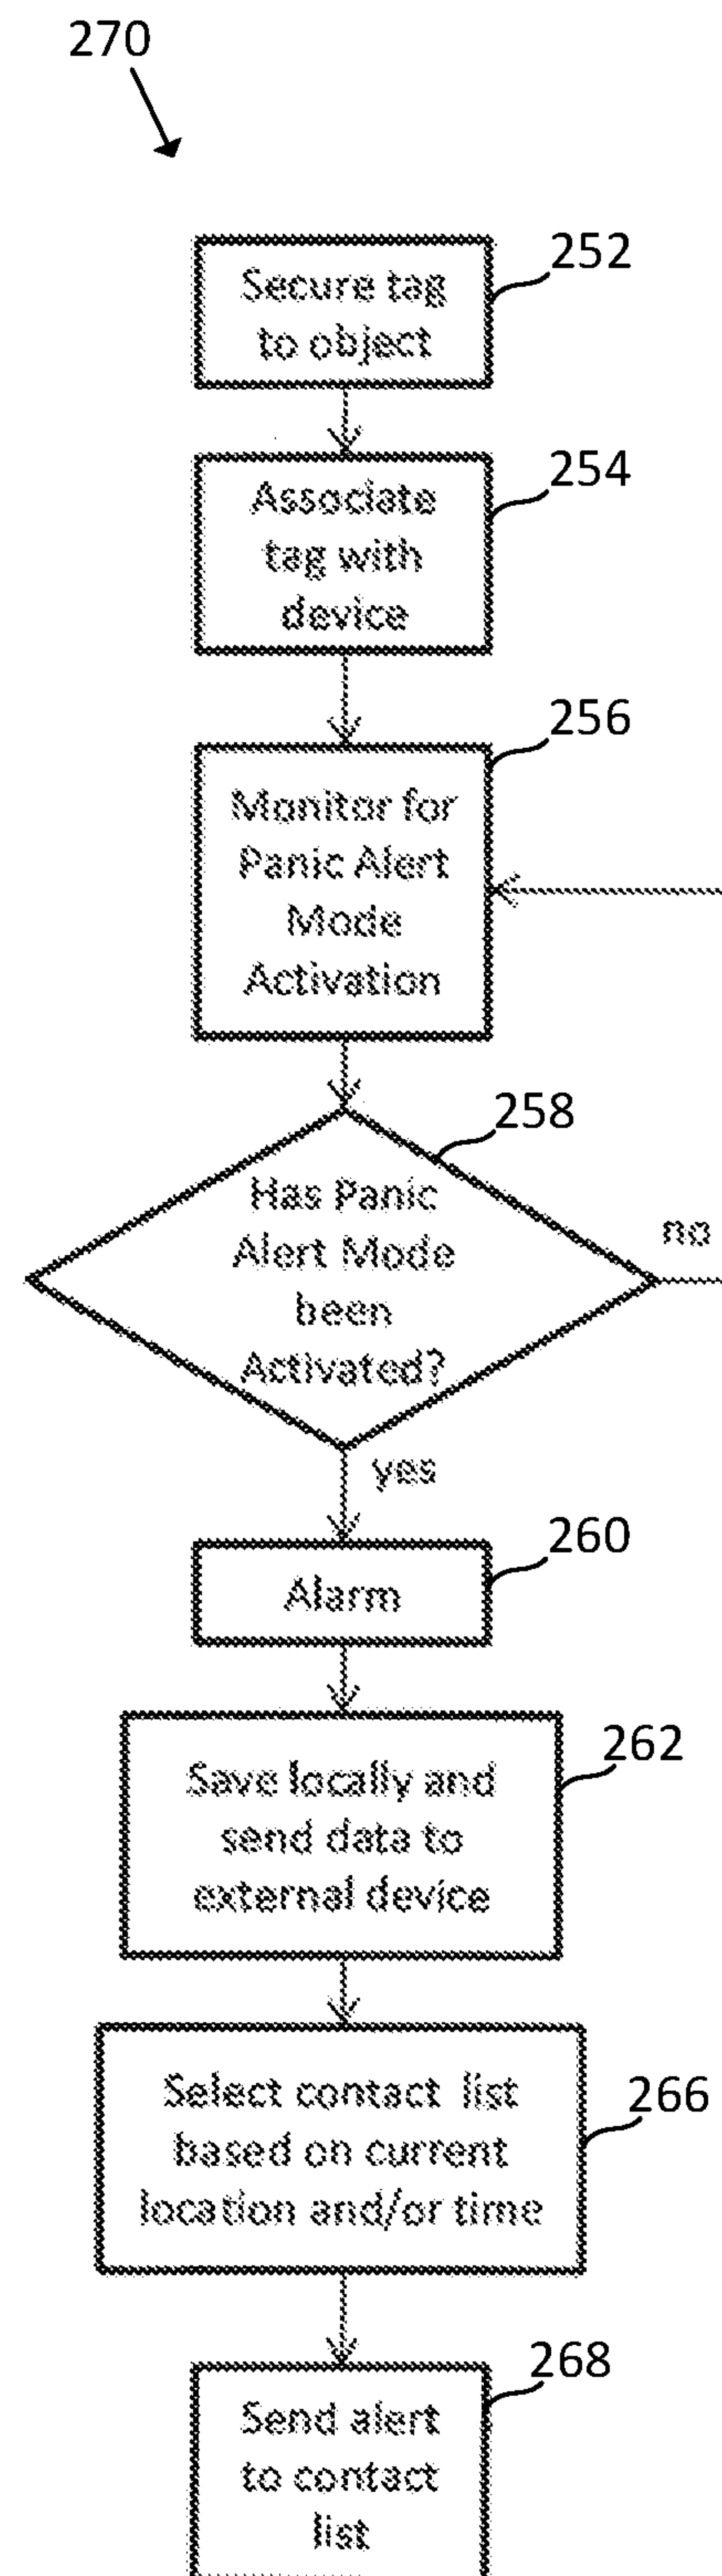 270
252
Secure tag
to object
254
Associate
tag with
device
256
Monitor for
Panic Alert
Mode
Activation
258
Has Panic
Alert Mode
been
Activated?
no
yes
260
Alarm
262
Save locally and
send data to
external device
266
Select contact list
based on current
location and/or time
268
Send alert
to contact
list